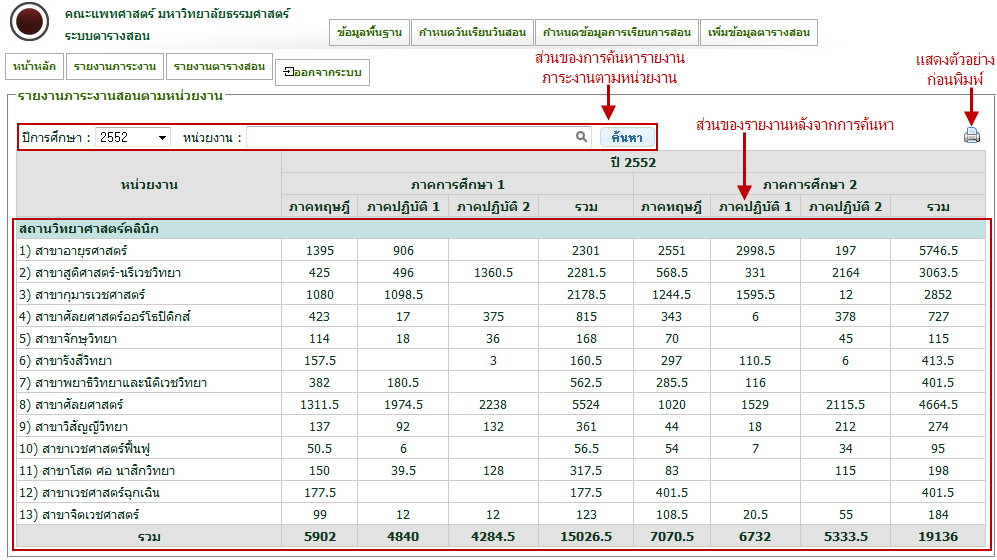 คณะแพทศาสตร์ มหาวิทยาลัยธรรมศาสตร์
ระบบตารางสอน
ข้อมูลพื้นฐาน กำหนดวันเรียนวันสอน กำหนดข้อมูลการเรียนการสอน เพิ่มข้อมูลตารางสอน
หน้าหลัก รายงานภาระงาน รายงานตารางสอน ออกจากระบบ
ส่วนของการค้นหารายงาน
ภาระงานตามหน่วยงาน
แสดงตัวอย่าง
ก่อนพิมพ์
รายงานภาระงานสอนตามหน่วยงาน
ส่วนของรายงานหลังจากการค้นหา
ปีการศึกษา : 2552 หน่วยงาน : ค้นหา
หน่วยงาน ปี 2552
ภาคการศึกษา 1 ภาคการศึกษา 2
ภาคทฤษฎี ภาคปฏิบัติ 1 ภาคปฏิบัติ 2 รวม ภาคทฤษฎี ภาคปฏิบัติ 1 ภาคปฏิบัติ 2 รวม
สถานวิทยาศาสตร์คลินิก
1) สาขาอายุรศาสตร์ 1395 906 2301 2551 2998.5 197 5746.5
2) สาขาสูติศาสตร์-นรีเวชวิทยา 425 496 1360.5 2281.5 568.5 331 2164 3063.5
3) สาขากุมารเวชศาสตร์ 1080 1098.5 2178.5 1244.5 1595.5 12 2852
4) สาขาศัลยศาสตร์ออร์โธปิดิกส์ 423 17 375 815 343 6 378 727
5) สาขาจักษุวิทยา 114 18 36 168 70 45 115
6) สาขารังสีวิทยา 157.5 3 160.5 297 110.5 6 413.5
7) สาขาพยาธิวิทยาและนิติเวชวิทยา 382 180.5 562.5 285.5 116 401.5
8) สาขาศัลยศาสตร์ 1311.5 1974.5 2238 5524 1020 1529 2115.5 4664.5
9) สาขาวิสัญญีวิทยา 137 92 132 361 44 18 212 274
10) สาขาเวชศาสตร์ฟื้นฟู 50.5 6 56.5 54 7 34 95
11) สาขาโสต ศอ นาสิกวิทยา 150 39.5 128 317.5 83 115 198
12) สาขาเวชศาสตร์ฉุกเฉิน 177.5 177.5 401.5 401.5
13) สาขาจิตเวชศาสตร์ 99 12 12 123 108.5 20.5 55 184
รวม 5902 4840 4284.5 15026.5 7070.5 6732 5333.5 19136